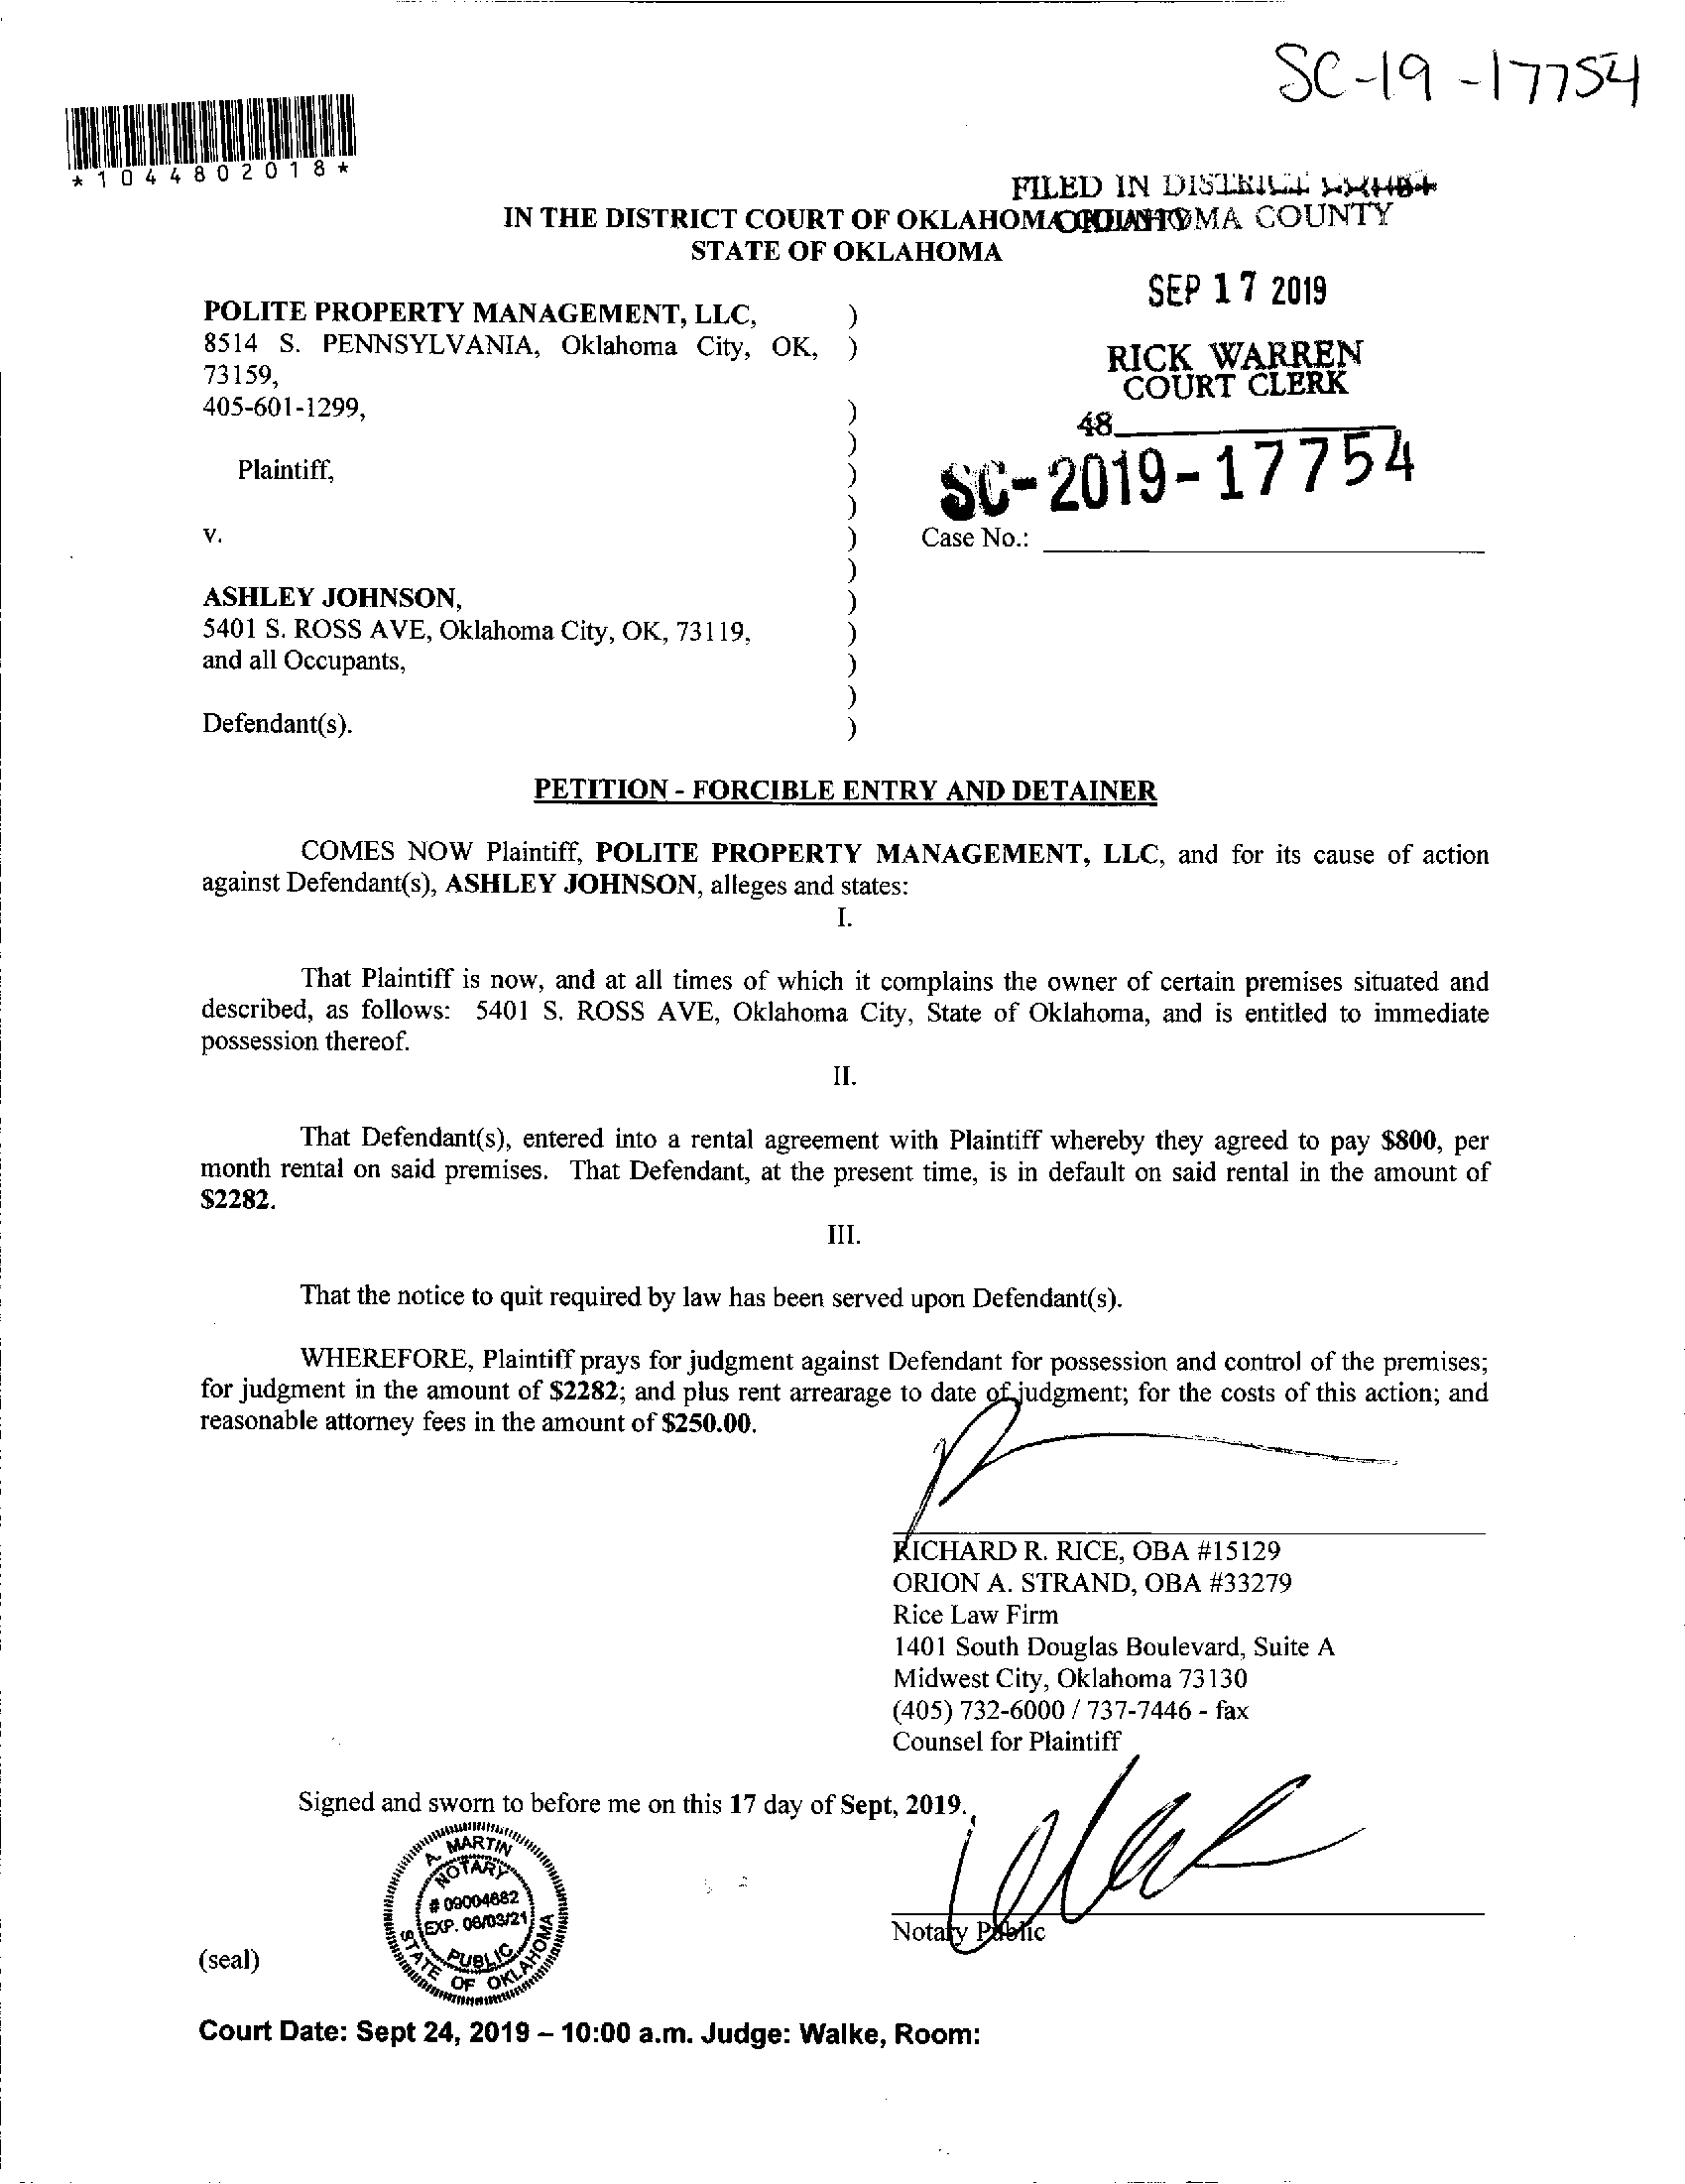 SC-19-17754
*1044802018*
FILED IN DISTRICT
IN THE DISTRICT COURT OF OKLAHOMA COUNTY
STATE OF OKLAHOMA
SEP 17 2019
POLITE PROPERTY MANAGEMENT, LLC, )
8514 S. PENNSYLVANIA, Oklahoma City, OK, )
73159,
405-601-1299, )
RICK WARREN
COURT CLERK
48
)
Plaintiff, )
)
SC-2019-17754
v. ) Case No.:
)
ASHLEY JOHNSON, )
5401 S. ROSS AVE, Oklahoma City, OK, 73119, )
and all Occupants, )
)
Defendant(s). )
PETITION - FORCIBLE ENTRY AND DETAINER
COMES NOW Plaintiff, POLITE PROPERTY MANAGEMENT, LLC, and for its cause of action
against Defendant(s), ASHLEY JOHNSON, alleges and states:
I.
That Plaintiff is now, and at all times of which it complains the owner of certain premises situated and
described, as follows: 5401 S. ROSS AVE, Oklahoma City, State of Oklahoma, and is entitled to immediate
possession thereof.
II.
That Defendant(s), entered into a rental agreement with Plaintiff whereby they agreed to pay $800, per
month rental on said premises. That Defendant, at the present time, is in default on said rental in the amount of
$2282.
III.
That the notice to quit required by law has been served upon Defendant(s).
WHEREFORE, Plaintiff prays for judgment against Defendant for possession and control of the premises;
for judgment in the amount of $2282; and plus rent arrearage to date of judgment; for the costs of this action; and
reasonable attorney fees in the amount of $250.00.
RICHARD R. RICE, OBA #15129
ORION A. STRAND, OBA #33279
Rice Law Firm
1401 South Douglas Boulevard, Suite A
Midwest City, Oklahoma 73130
(405) 732-6000 / 737-7446 - fax
Counsel for Plaintiff
Signed and sworn to before me on this 17 day of Sept, 2019.
A. MARTIN
NOTARY
# 09004682
EXP. 06/03/21
PUBLIC
STATE OF OKLAHOMA
Notary Public
(seal)
Court Date: Sept 24, 2019 – 10:00 a.m. Judge: Walke, Room: